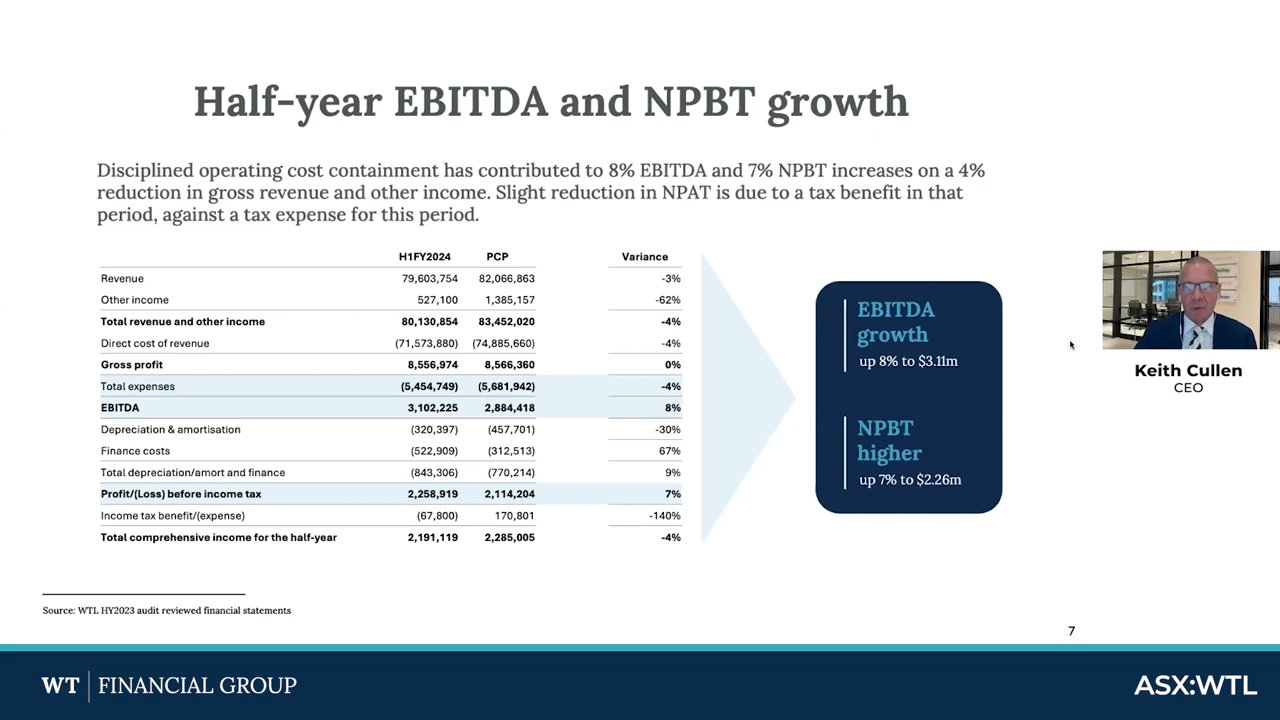 Half-year EBITDA and NPBT growth
Disciplined operating cost containment has contributed to 8% EBITDA and 7% NPBT increases on a 4%
reduction in gross revenue and other income. Slight reduction in NPAT is due to a tax benefit in that
period, against a tax expense for this period.
H1FY2024 PCP Variance
Revenue 79,603,754 82,066,863 -3%
Other income 527,100 1,385,157 -62%
Total revenue and other income 80,130,854 83,452,020 -4%
Direct cost of revenue (71,573,880) (74,885,660) -4%
Gross profit 8,556,974 8,566,360 0%
Total expenses (5,454,749) (5,681,942) -4%
EBITDA 3,102,225 2,884,418 8%
Depreciation & amortisation (320,397) (457,701) -30%
Finance costs (522,909) (312,513) 67%
Total depreciation/amort and finance (843,306) (770,214) 9%
Profit/(Loss) before income tax 2,258,919 2,114,204 7%
Income tax benefit/(expense) (67,800) 170,801 -140%
Total comprehensive income for the half-year 2,191,119 2,285,005 -4%
EBITDA
growth
up 8% to $3.11m
NPBT
higher
up 7% to $2.26m
Keith Cullen
CEO
Source: WTL HY2023 audit reviewed financial statements
7
WT FINANCIAL GROUP
ASX:WTL